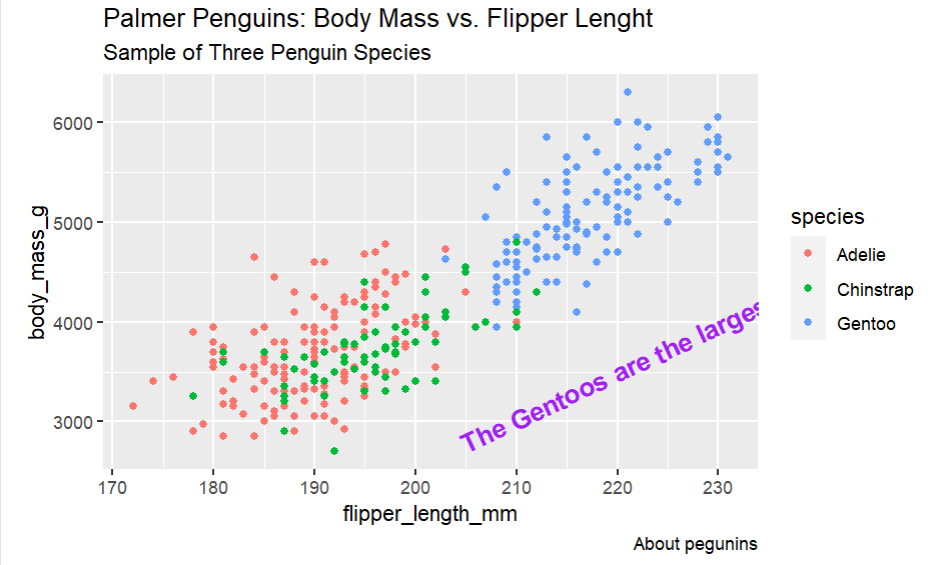 Palmer Penguins: Body Mass vs. Flipper Lenght
Sample of Three Penguin Species
body_mass_g
6000
5000
4000
3000
The Gentoos are the larges
170 180 190 200 210 220 230
flipper_length_mm
species
Adelie
Chinstrap
Gentoo
About pegunins